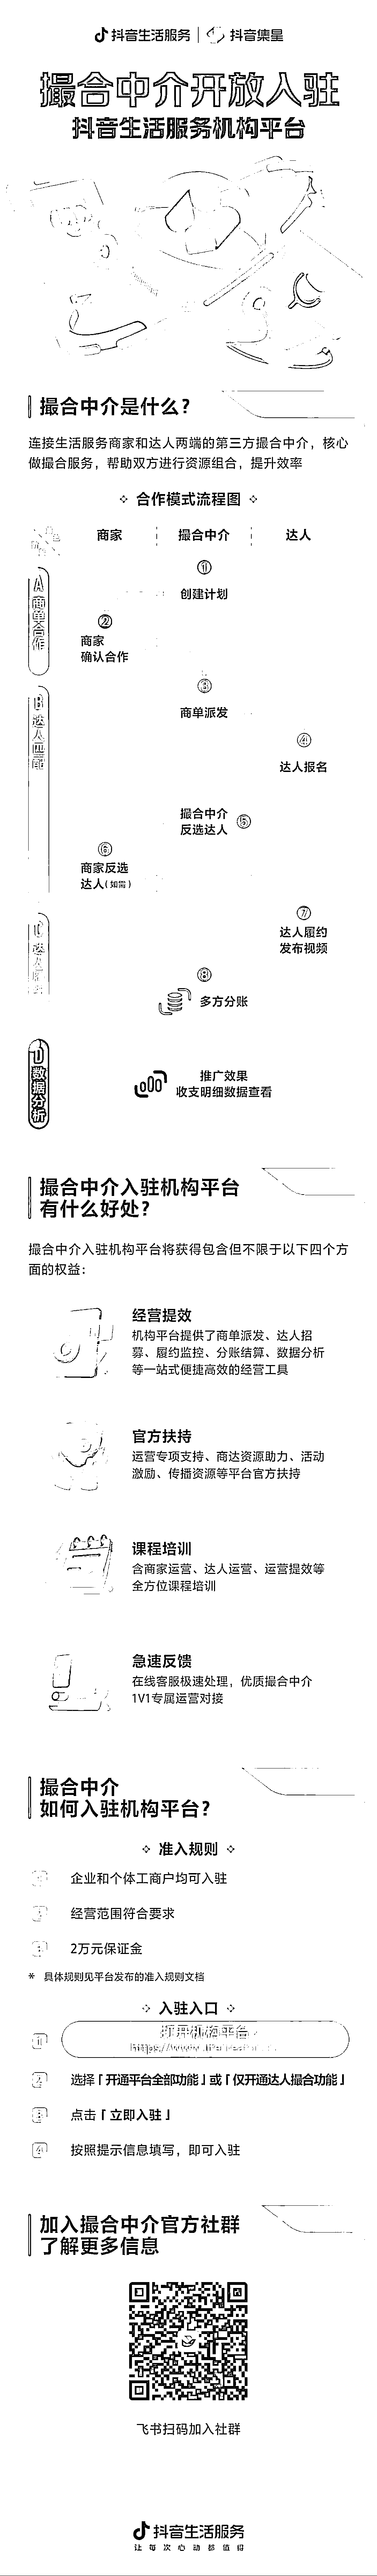 抖音生活服务 | 抖音集星
撮合中介开放入驻
抖音生活服务机构平台
撮合中介是什么?
连接生活服务商家和达人两端的第三方撮合中介，核心
做撮合服务，帮助双方进行资源组合，提升效率
合作模式流程图
商家 撮合中介 达人
A 商单合作
①
创建计划
②
商家
确认合作
B 达人匹配
③
商单派发
④
达人报名
撮合中介
反选达人 ⑤
⑥
商家反选
达人(如需)
⑦
达人履约
发布视频
⑧
多方分账
D 数据分析
推广效果
收支明细数据查看
撮合中介入驻机构平台
有什么好处?
撮合中介入驻机构平台将获得包含但不限于以下四个方
面的权益:
经营提效
机构平台提供了商单派发、达人招
募、履约监控、分账结算、数据分析
等一站式便捷高效的经营工具
官方扶持
运营专项支持、商达资源助力、活动
激励、传播资源等平台官方扶持
课程培训
含商家运营、达人运营、运营提效等
全方位课程培训
急速反馈
在线客服极速处理，优质撮合中介
1V1专属运营对接
撮合中介
如何入驻机构平台?
准入规则
企业和个体工商户均可入驻
经营范围符合要求
2万元保证金
* 具体规则见平台发布的准入规则文档
入驻入口
打开机构平台
选择「开通平台全部功能」或「仅开通达人撮合功能」
点击「立即入驻」
按照提示信息填写，即可入驻
加入撮合中介官方社群
了解更多信息
飞书扫码加入社群
抖音生活服务
让每次心动都值得